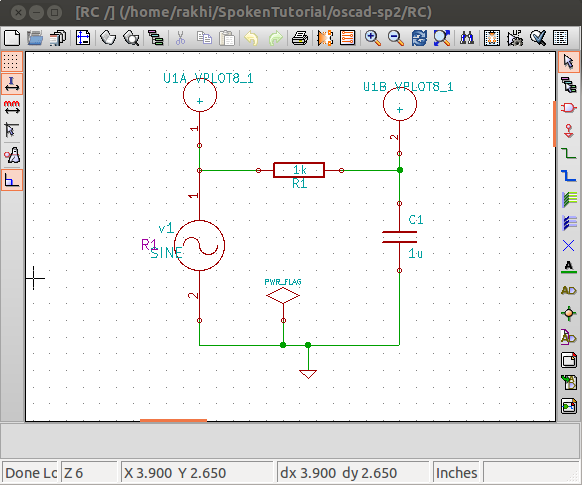 [RC /] (/home/rakhi/SpokenTutorial/oscad-sp2/RC)
U1A VPLOT8_1
U1B VPLOT8_1
1
2
1k
R1
1
v1
R1
SINE
C1
1u
2
PWR_FLAG
A
Done Lo
Z 6
X 3.900 Y 2.650
dx 3.900 dy 2.650
Inches